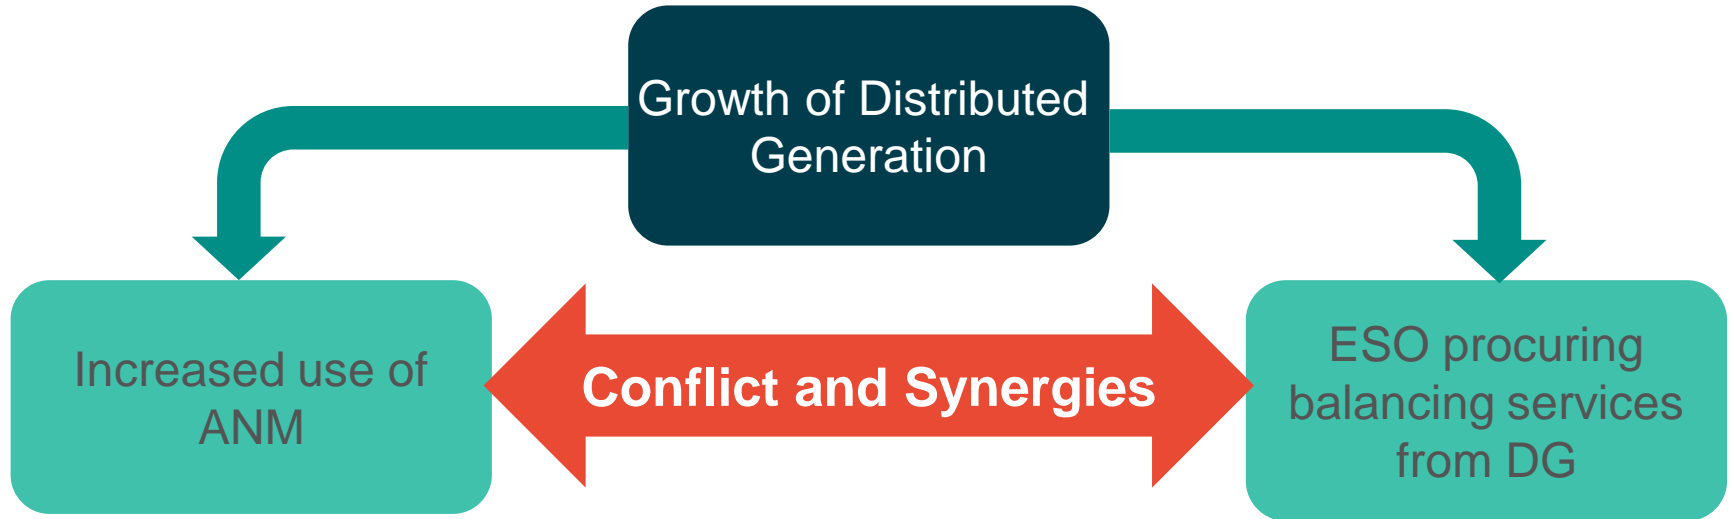 Growth of Distributed
Generation
Increased use of
ANM
Conflict and Synergies
ESO procuring
balancing services
from DG